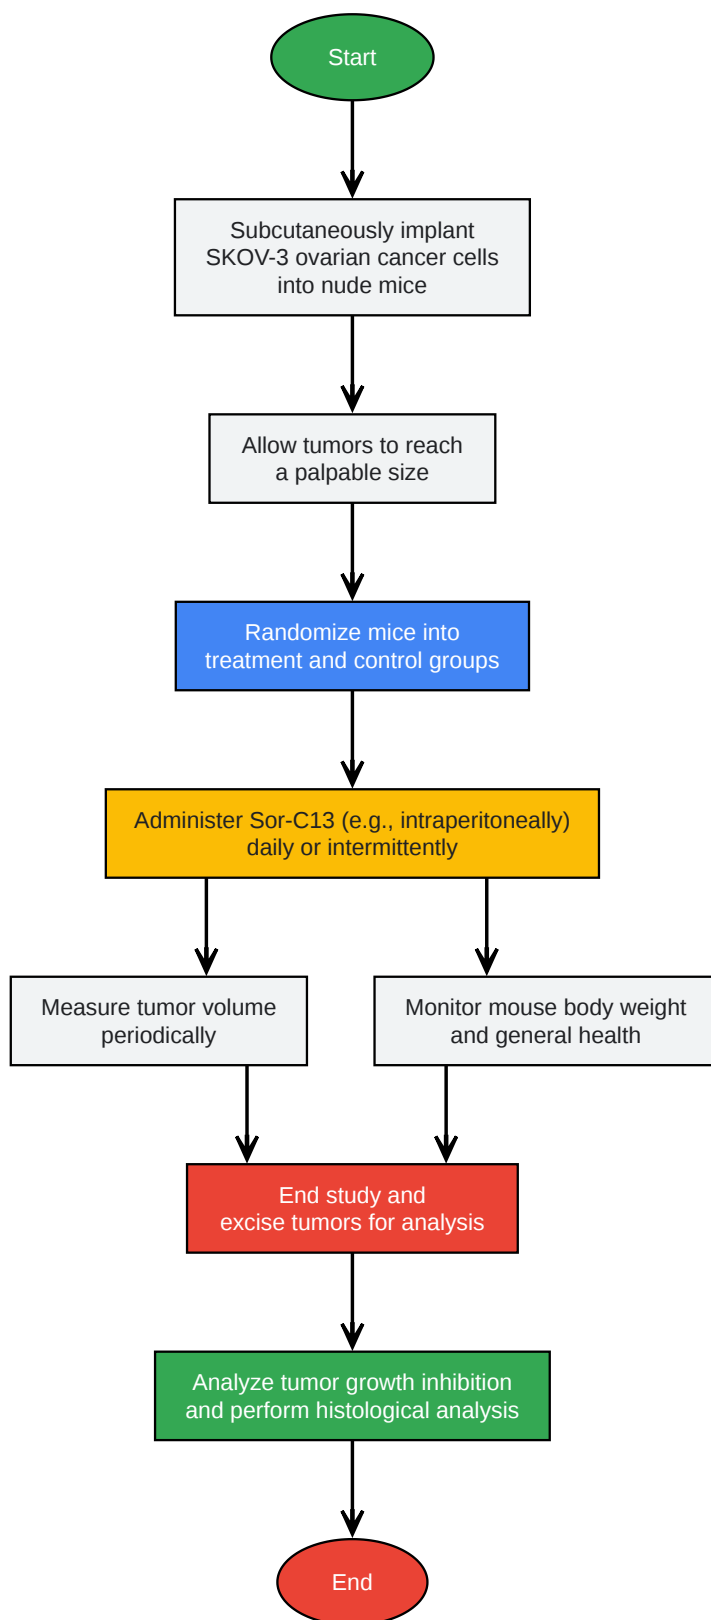 Start
Subcutaneously implant
SKOV-3 ovarian cancer cells
into nude mice
Allow tumors to reach
a palpable size
Randomize mice into
treatment and control groups
Administer Sor-C13 (e.g., intraperitoneally)
daily or intermittently
Measure tumor volume
periodically
Monitor mouse body weight
and general health
End study and
excise tumors for analysis
Analyze tumor growth inhibition
and perform histological analysis
End